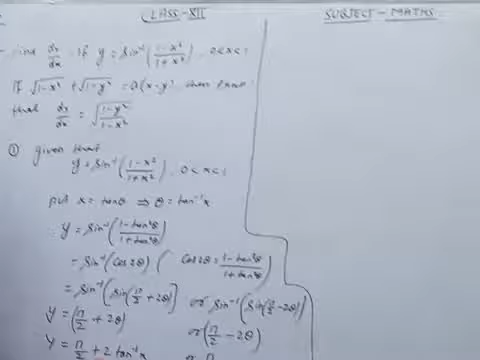 CLASS-XII
SUBJECT - MATHS
Find dy/dx if y = sin⁻¹((1-x²)/(1+x²)), 0<x<1
If √(1-x²) + √(1-y²) = a(x-y), then
that dy/dx = √((1-y²)/(1-x²))
① given that
y = sin⁻¹((1-x²)/(1+x²)), 0<x<1
put x = tanθ ⇒ θ = tan⁻¹x
∴ y = sin⁻¹((1-tan²θ)/(1+tan²θ))
= sin⁻¹(cos2θ) ( cos2θ = (1-tan²θ)/(1+tan²θ) )
= sin⁻¹[sin(π/2 + 2θ)] or sin⁻¹(sin(π/2 - 2θ))
y = (π/2 + 2θ) or (π/2 - 2θ)
y = π/2 + 2tan⁻¹x or π